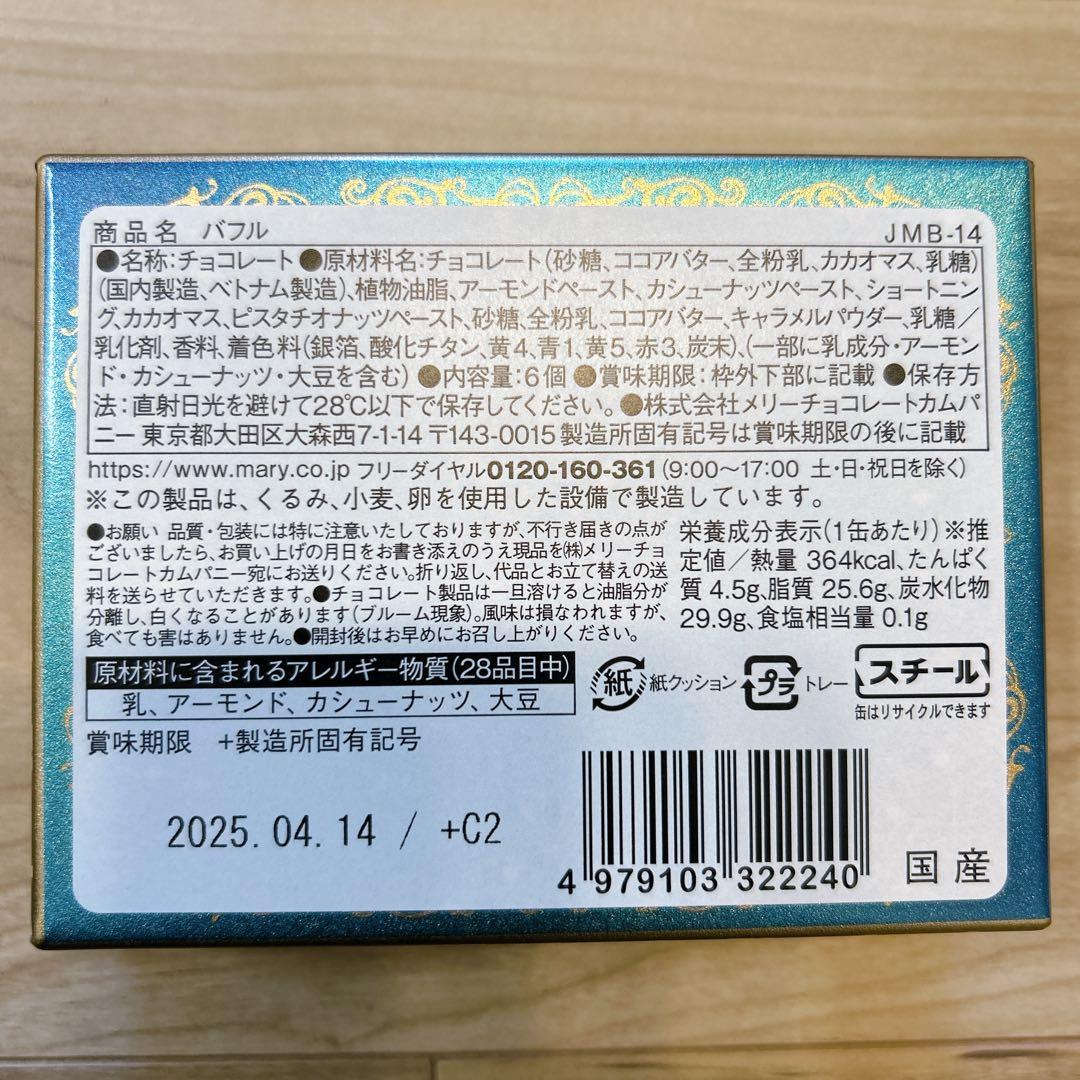 商品名 バフル
JMB-14
●名称:チョコレート●原材料名:チョコレート(砂糖、ココアバター、全粉乳、カカオマス、乳糖)
(国内製造、ベトナム製造)、植物油脂、アーモンドペースト、カシューナッツペースト、ショートニン
グ、カカオマス、ピスタチオナッツペースト、砂糖、全粉乳、ココアバター、キャラメルパウダー、乳糖/
乳化剤、香料、着色料(銀箔、酸化チタン、黄4、青1、黄5、赤3、炭末)、(一部に乳成分・アーモン
ド・カシューナッツ・大豆を含む) ●内容量:6個 ●賞味期限:枠外下部に記載 ●保存方
法:直射日光を避けて28℃以下で保存してください。●株式会社メリーチョコレートカムパ
ニー 東京都大田区大森西7-1-14 〒143-0015 製造所固有記号は賞味期限の後に記載
https://www.mary.co.jp フリーダイヤル0120-160-361(9:00〜17:00 土・日・祝日を除く)
※この製品は、くるみ、小麦、卵を使用した設備で製造しています。
●お願い 品質・包装には特に注意いたしておりますが、不行き届きの点が
ございましたら、お買い上げの月日をお書き添えのうえ現品を㈱メリーチョ
コレートカムパニー宛にお送りください。折り返し、代品とお立て替えの送
料を送らせていただきます。●チョコレート製品は一旦溶けると油脂分が
分離し、白くなることがあります(ブルーム現象)。風味は損なわれますが、
食べても害はありません。●開封後はお早めにお召し上がりください。
栄養成分表示(1缶あたり)※推
定値/熱量 364kcal、たんぱく
質 4.5g、脂質 25.6g、炭水化物
29.9g、食塩相当量 0.1g
原材料に含まれるアレルギー物質(28品目中)
乳、アーモンド、カシューナッツ、大豆
紙 紙クッション プラ トレー スチール
缶はリサイクルできます
賞味期限 +製造所固有記号
2025.04.14 / +C2
4 979103 322240
国産